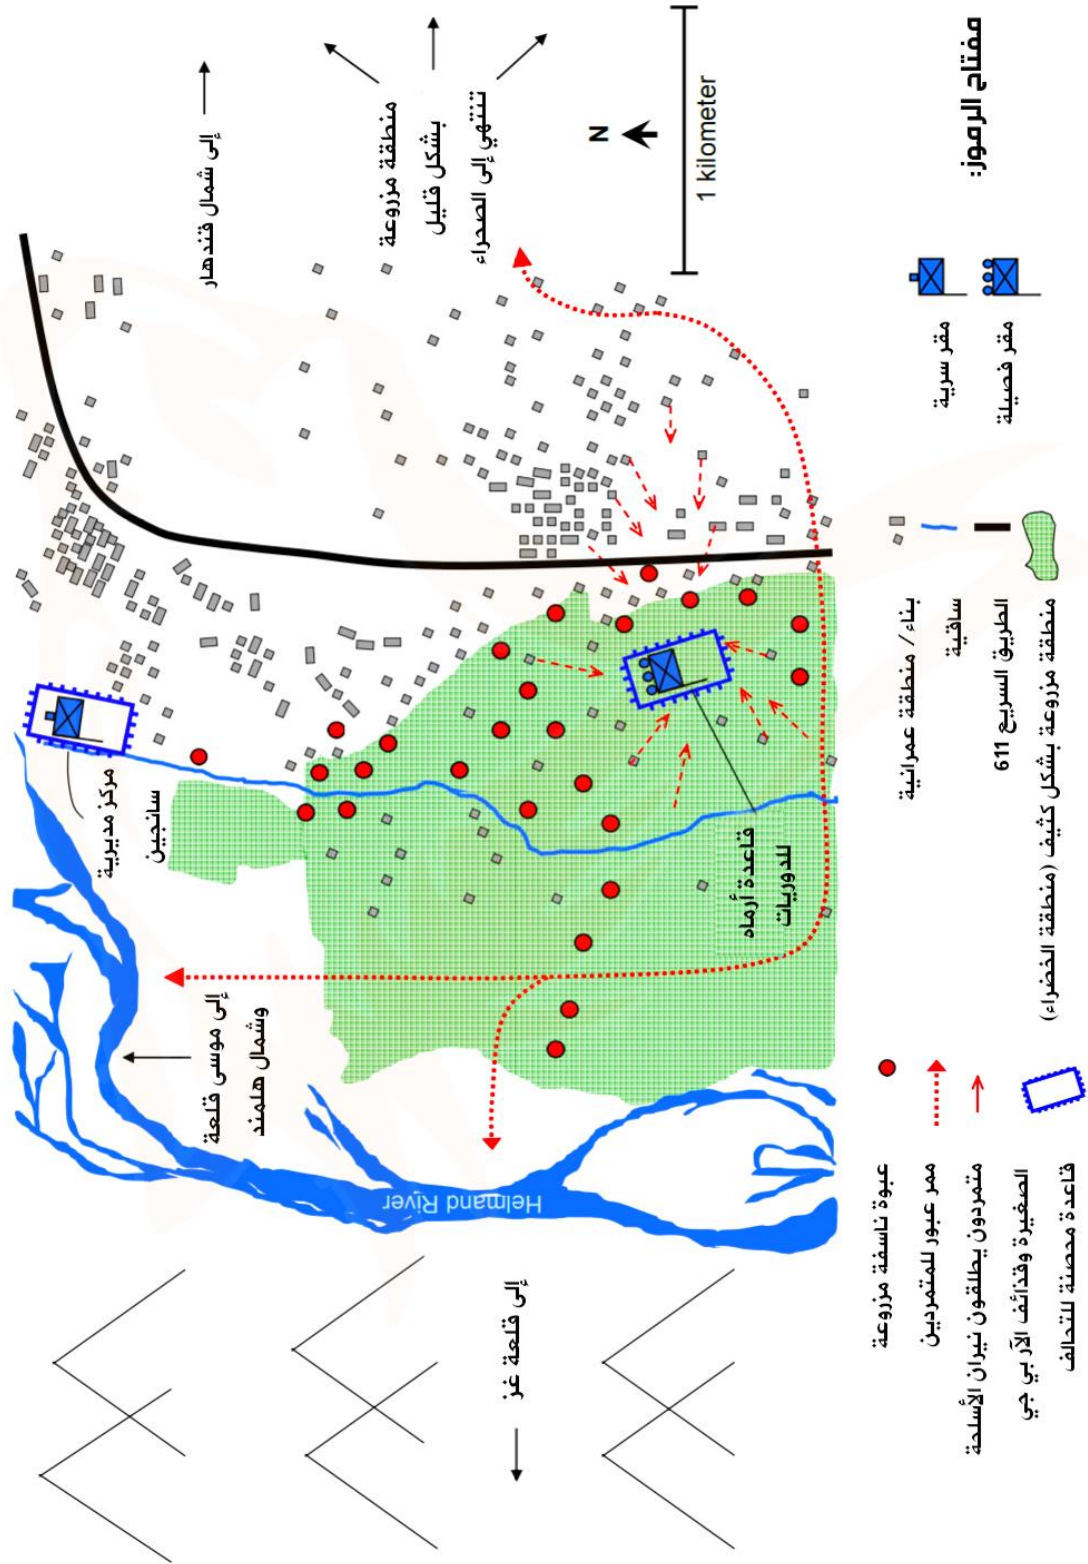 إلى شمال قندهار
منطقة مزروعة
بشكل قليل
تنتهي إلى الصحراء
N
1 kilometer
مركز مديرية
سانجين
قاعدة أرماه
للدوريات
إلى موسى قلعة
وشمال هلمند
Helmand River
إلى قلعة غز
مفتاح الرموز:
مقر سرية
مقر فصيلة
بناء / منطقة عمرانية
ساقية
الطريق السريع 611
منطقة مزروعة بشكل كثيف (منطقة الخضراء)
عبوة ناسفة مزروعة
ممر عبور للمتمردين
متمردون يطلقون نيران الأسلحة
الصغيرة وقذائف الآر بي جي
قاعدة محصنة للتحالف